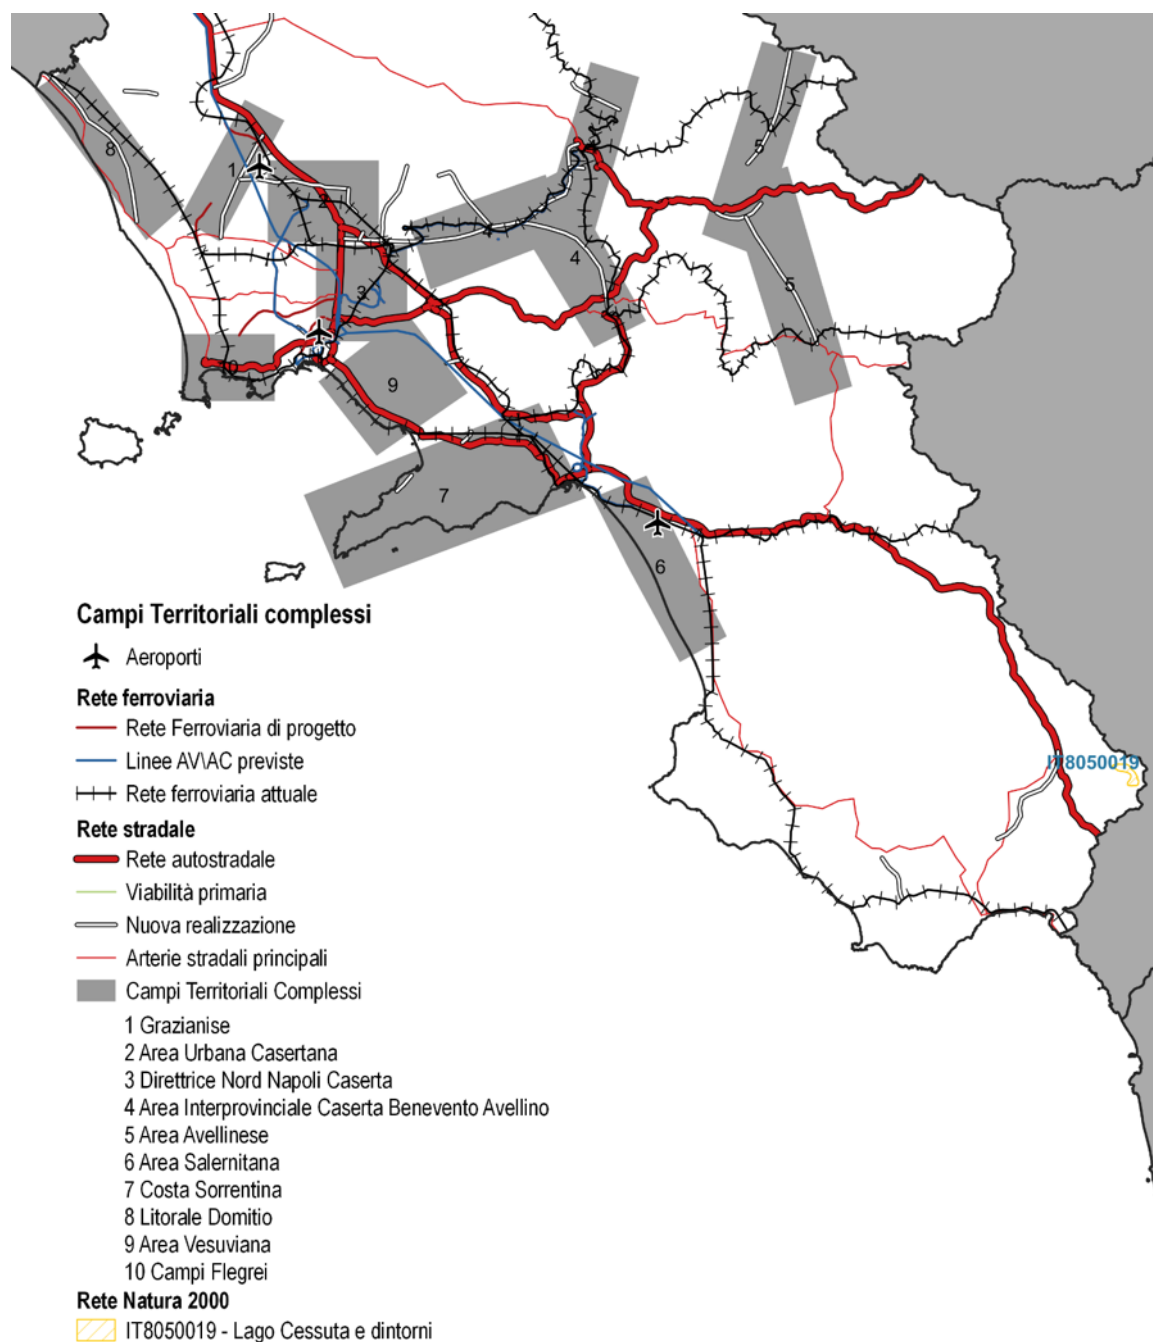 8
1
2
3
4
5
5
0
9
7
6
IT8050019
Campi Territoriali complessi
Aeroporti
Rete ferroviaria
Rete Ferroviaria di progetto
Linee AV\AC previste
Rete ferroviaria attuale
Rete stradale
Rete autostradale
Viabilità primaria
Nuova realizzazione
Arterie stradali principali
Campi Territoriali Complessi
1 Grazianise
2 Area Urbana Casertana
3 Direttrice Nord Napoli Caserta
4 Area Interprovinciale Caserta Benevento Avellino
5 Area Avellinese
6 Area Salernitana
7 Costa Sorrentina
8 Litorale Domitio
9 Area Vesuviana
10 Campi Flegrei
Rete Natura 2000
IT8050019 - Lago Cessuta e dintorni